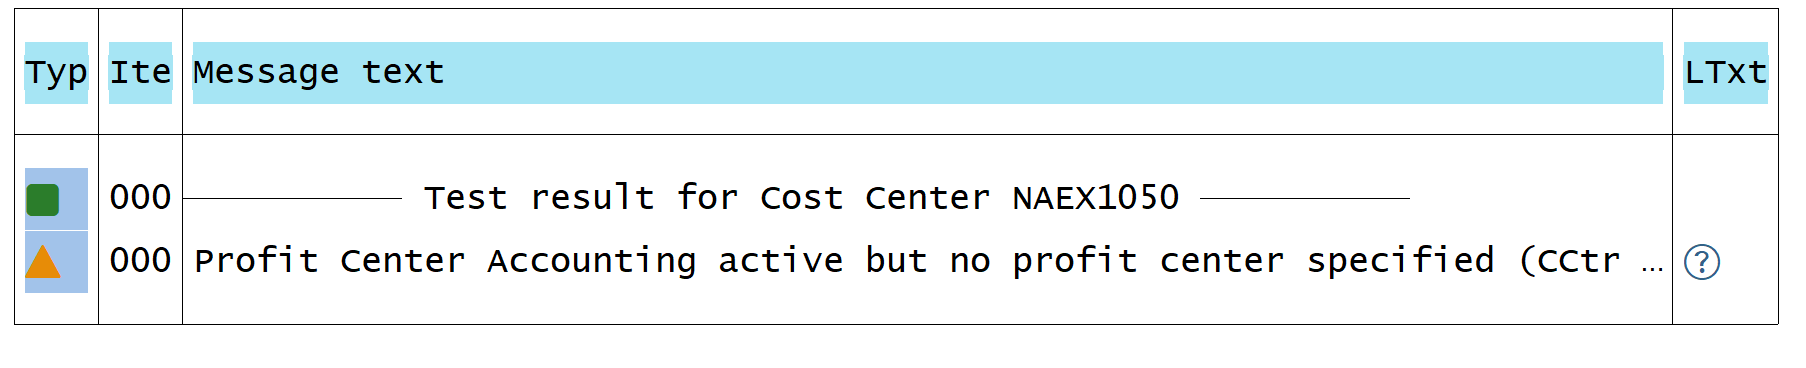 Typ Ite Message text LTxt
000 Test result for Cost Center NAEX1050
000 Profit Center Accounting active but no profit center specified (CCtr ... ?